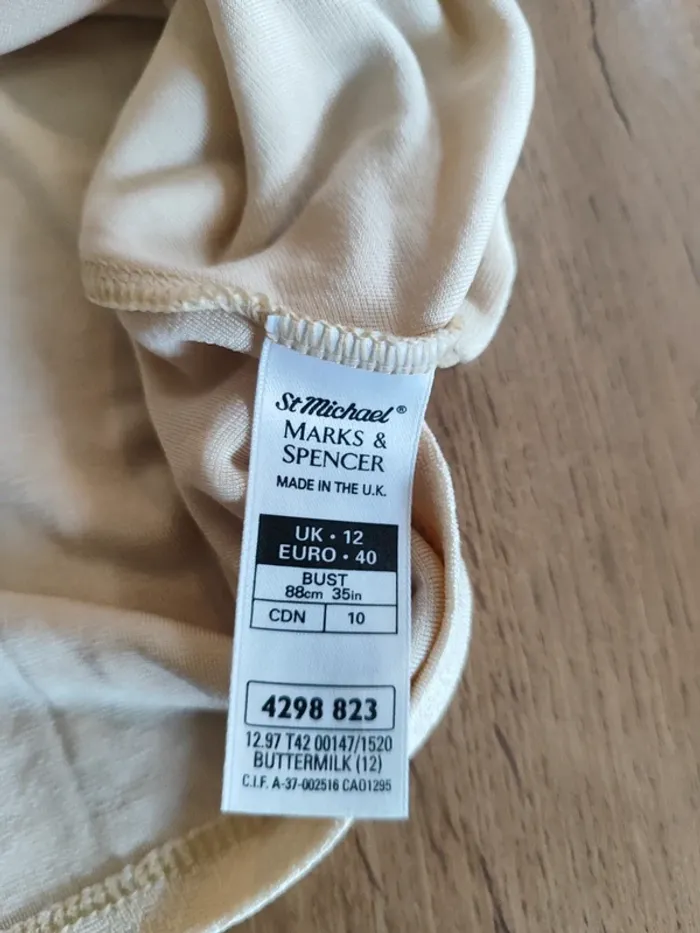 St Michael®
MARKS &
SPENCER
MADE IN THE U.K.
UK • 12
EURO • 40
BUST
88cm 35in
CDN 10
4298 823
12.97 T42 00147/1520
BUTTERMILK (12)
C.I.F. A-37-002516 CA01295